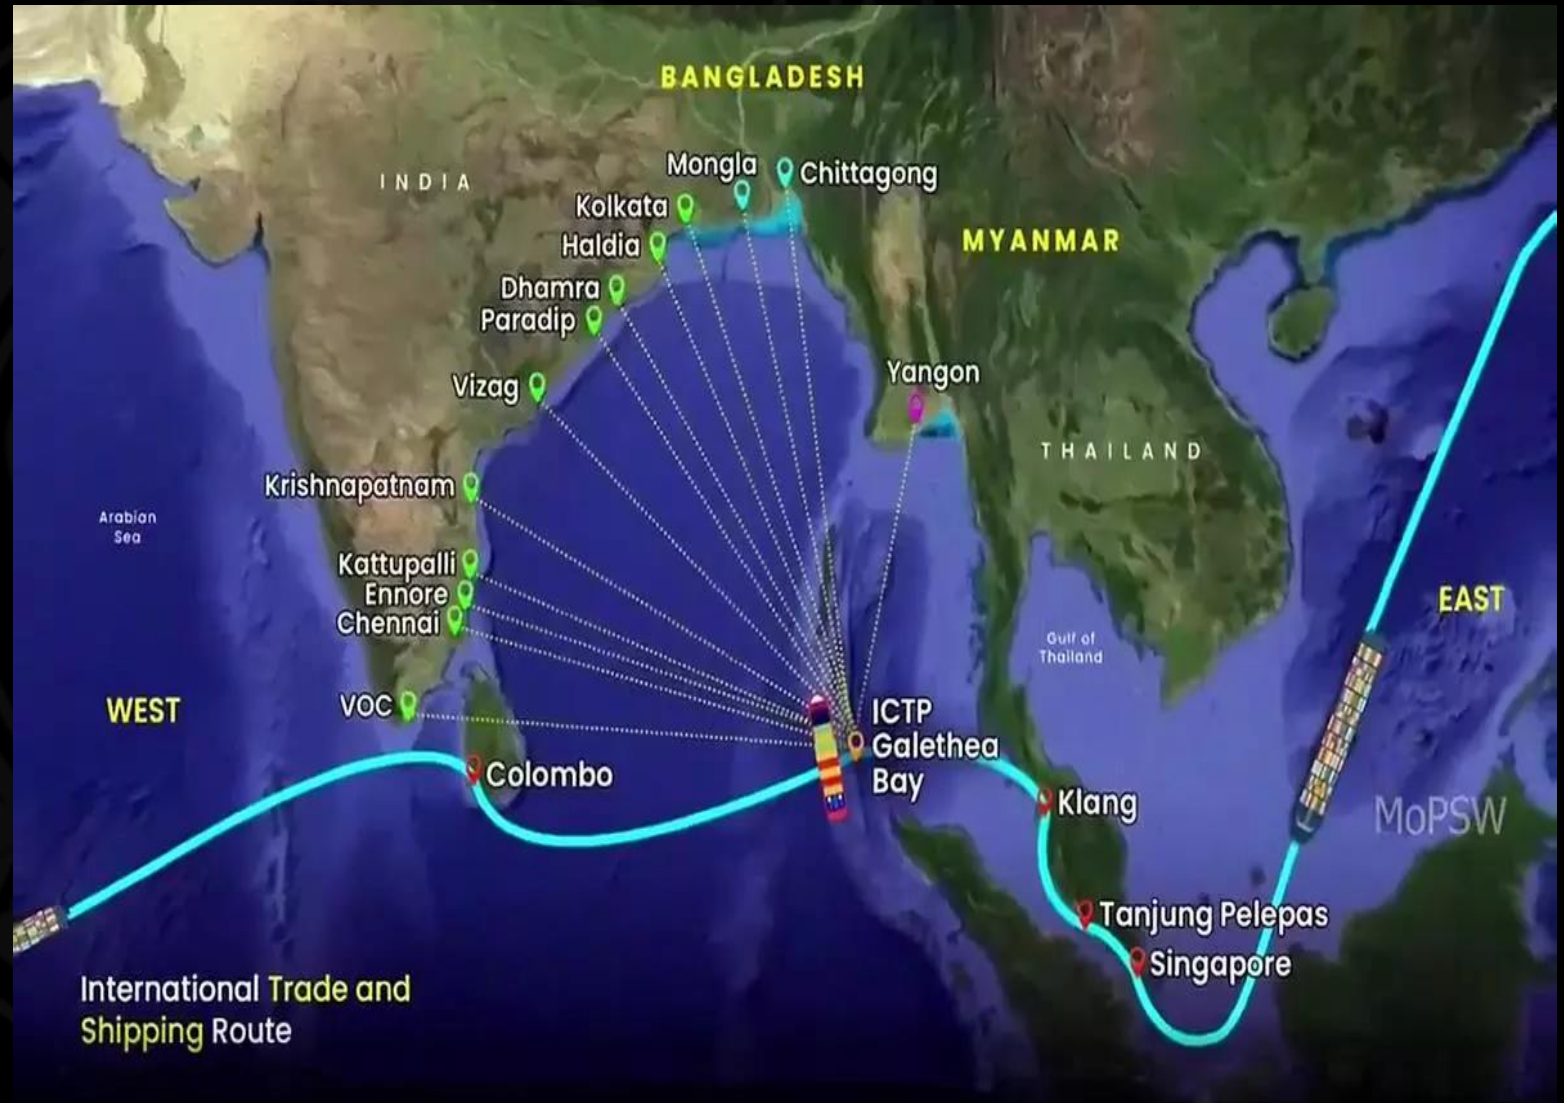 BANGLADESH
Mongla
Chittagong
INDIA
Kolkata
MYANMAR
Haldia
Dhamra
Paradip
Yangon
Vizag
THAILAND
Krishnapatnam
Arabian
Sea
Kattupalli
Ennore
EAST
Chennai
Gulf of
Thailand
WEST
VOC
ICTP
Galethea
Bay
Colombo
Klang
MoPSW
Tanjung Pelepas
Singapore
International Trade and
Shipping Route